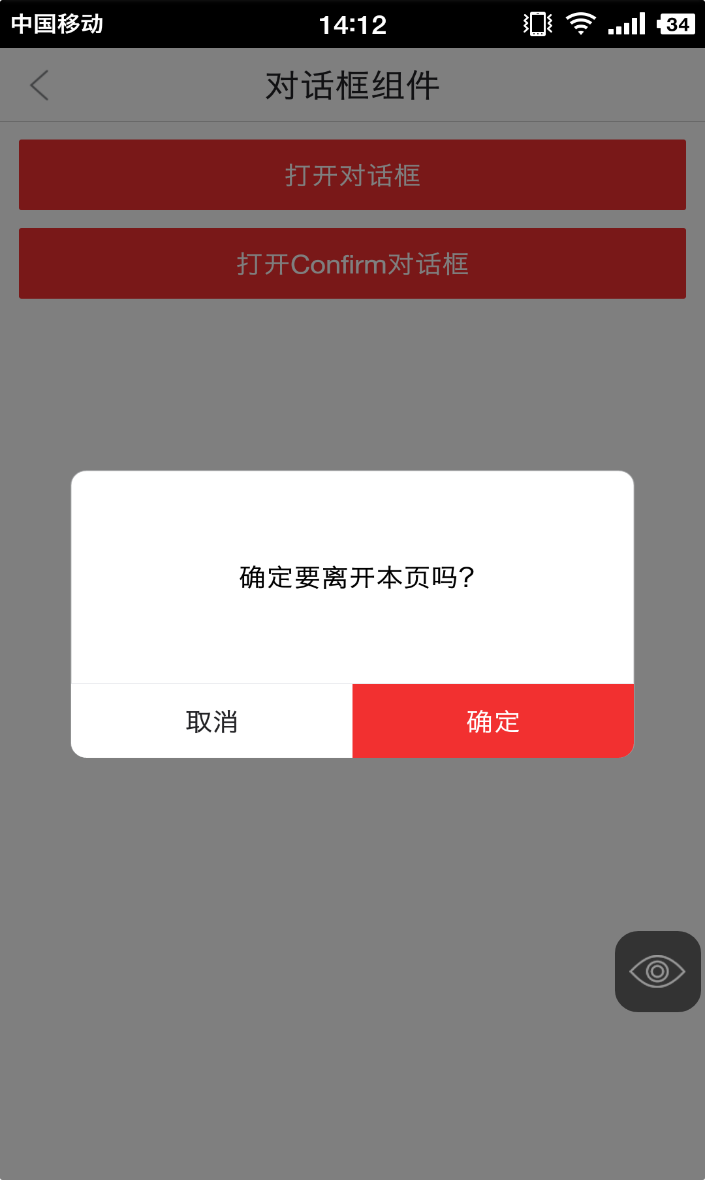 中国移动 14:12 34
对话框组件
打开对话框
打开Confirm对话框
确定要离开本页吗?
取消 确定